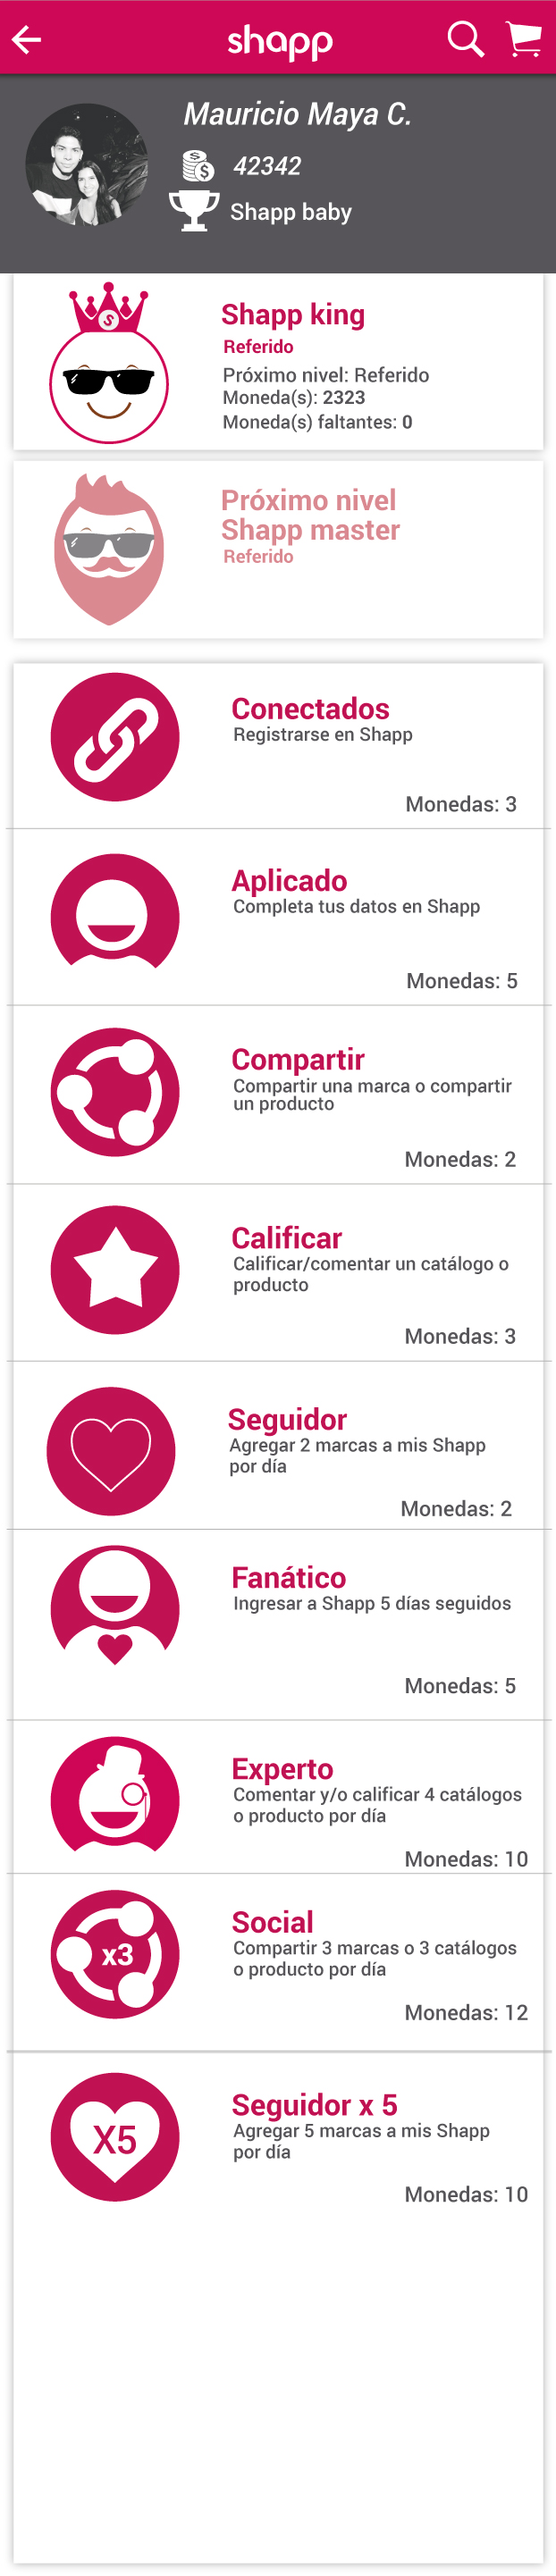 shapp
Mauricio Maya C.
42342
Shapp baby
Shapp king
Referido
Próximo nivel: Referido
Moneda(s): 2323
Moneda(s) faltantes: 0
Próximo nivel
Shapp master
Referido
Conectados
Registrarse en Shapp
Monedas: 3
Aplicado
Completa tus datos en Shapp
Monedas: 5
Compartir
Compartir una marca o compartir
un producto
Monedas: 2
Calificar
Calificar/comentar un catálogo o
producto
Monedas: 3
Seguidor
Agregar 2 marcas a mis Shapp
por día
Monedas: 2
Fanático
Ingresar a Shapp 5 días seguidos
Monedas: 5
Experto
Comentar y/o calificar 4 catálogos
o producto por día
Monedas: 10
x3
Social
Compartir 3 marcas o 3 catálogos
o producto por día
Monedas: 12
X5
Seguidor x 5
Agregar 5 marcas a mis Shapp
por día
Monedas: 10